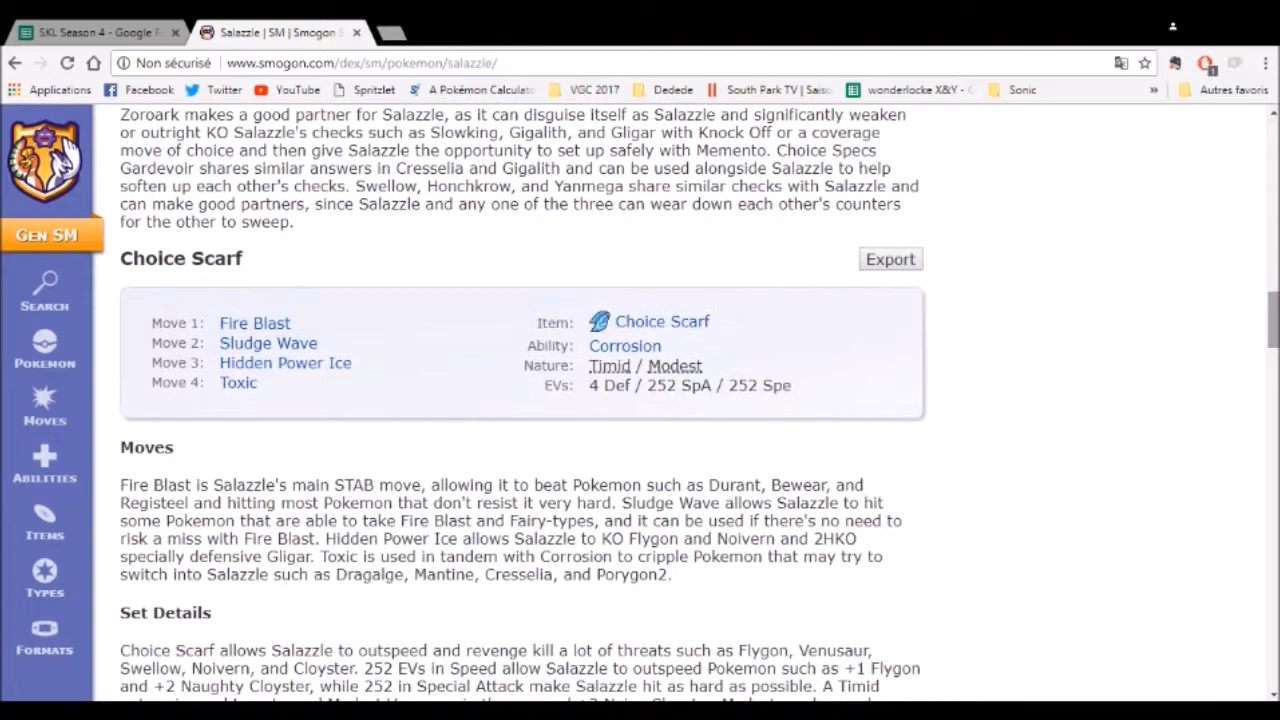 SKL Season 4 - Google
Salazzle | SM | Smogon
Non sécurisé
www.smogon.com/dex/sm/pokemon/salazzle/
Applications
Facebook
Twitter
YouTube
Spritzlet
A Pokémon Calculato
VGC 2017
Dedede
South Park TV | Saiso
wonderlocke X&Y - C
Sonic
»
Autres favoris
GEN SM
SEARCH
POKEMON
MOVES
ABILITIES
ITEMS
TYPES
FORMATS
Zoroark makes a good partner for Salazzle, as it can disguise itself as Salazzle and significantly weaken
or outright KO Salazzle's checks such as Slowking, Gigalith, and Gligar with Knock Off or a coverage
move of choice and then give Salazzle the opportunity to set up safely with Memento. Choice Specs
Gardevoir shares similar answers in Cresselia and Gigalith and can be used alongside Salazzle to help
soften up each other's checks. Swellow, Honchkrow, and Yanmega share similar checks with Salazzle and
can make good partners, since Salazzle and any one of the three can wear down each other's counters
for the other to sweep.
Choice Scarf
Export
Move 1: Fire Blast
Move 2: Sludge Wave
Move 3: Hidden Power Ice
Move 4: Toxic
Item: Choice Scarf
Ability: Corrosion
Nature: Timid / Modest
EVs: 4 Def / 252 SpA / 252 Spe
Moves
Fire Blast is Salazzle's main STAB move, allowing it to beat Pokemon such as Durant, Bewear, and
Registeel and hitting most Pokemon that don't resist it very hard. Sludge Wave allows Salazzle to hit
some Pokemon that are able to take Fire Blast and Fairy-types, and it can be used if there's no need to
risk a miss with Fire Blast. Hidden Power Ice allows Salazzle to KO Flygon and Noivern and 2HKO
specially defensive Gligar. Toxic is used in tandem with Corrosion to cripple Pokemon that may try to
switch into Salazzle such as Dragalge, Mantine, Cresselia, and Porygon2.
Set Details
Choice Scarf allows Salazzle to outspeed and revenge kill a lot of threats such as Flygon, Venusaur,
Swellow, Noivern, and Cloyster. 252 EVs in Speed allow Salazzle to outspeed Pokemon such as +1 Flygon
and +2 Naughty Cloyster, while 252 in Special Attack make Salazzle hit as hard as possible. A Timid